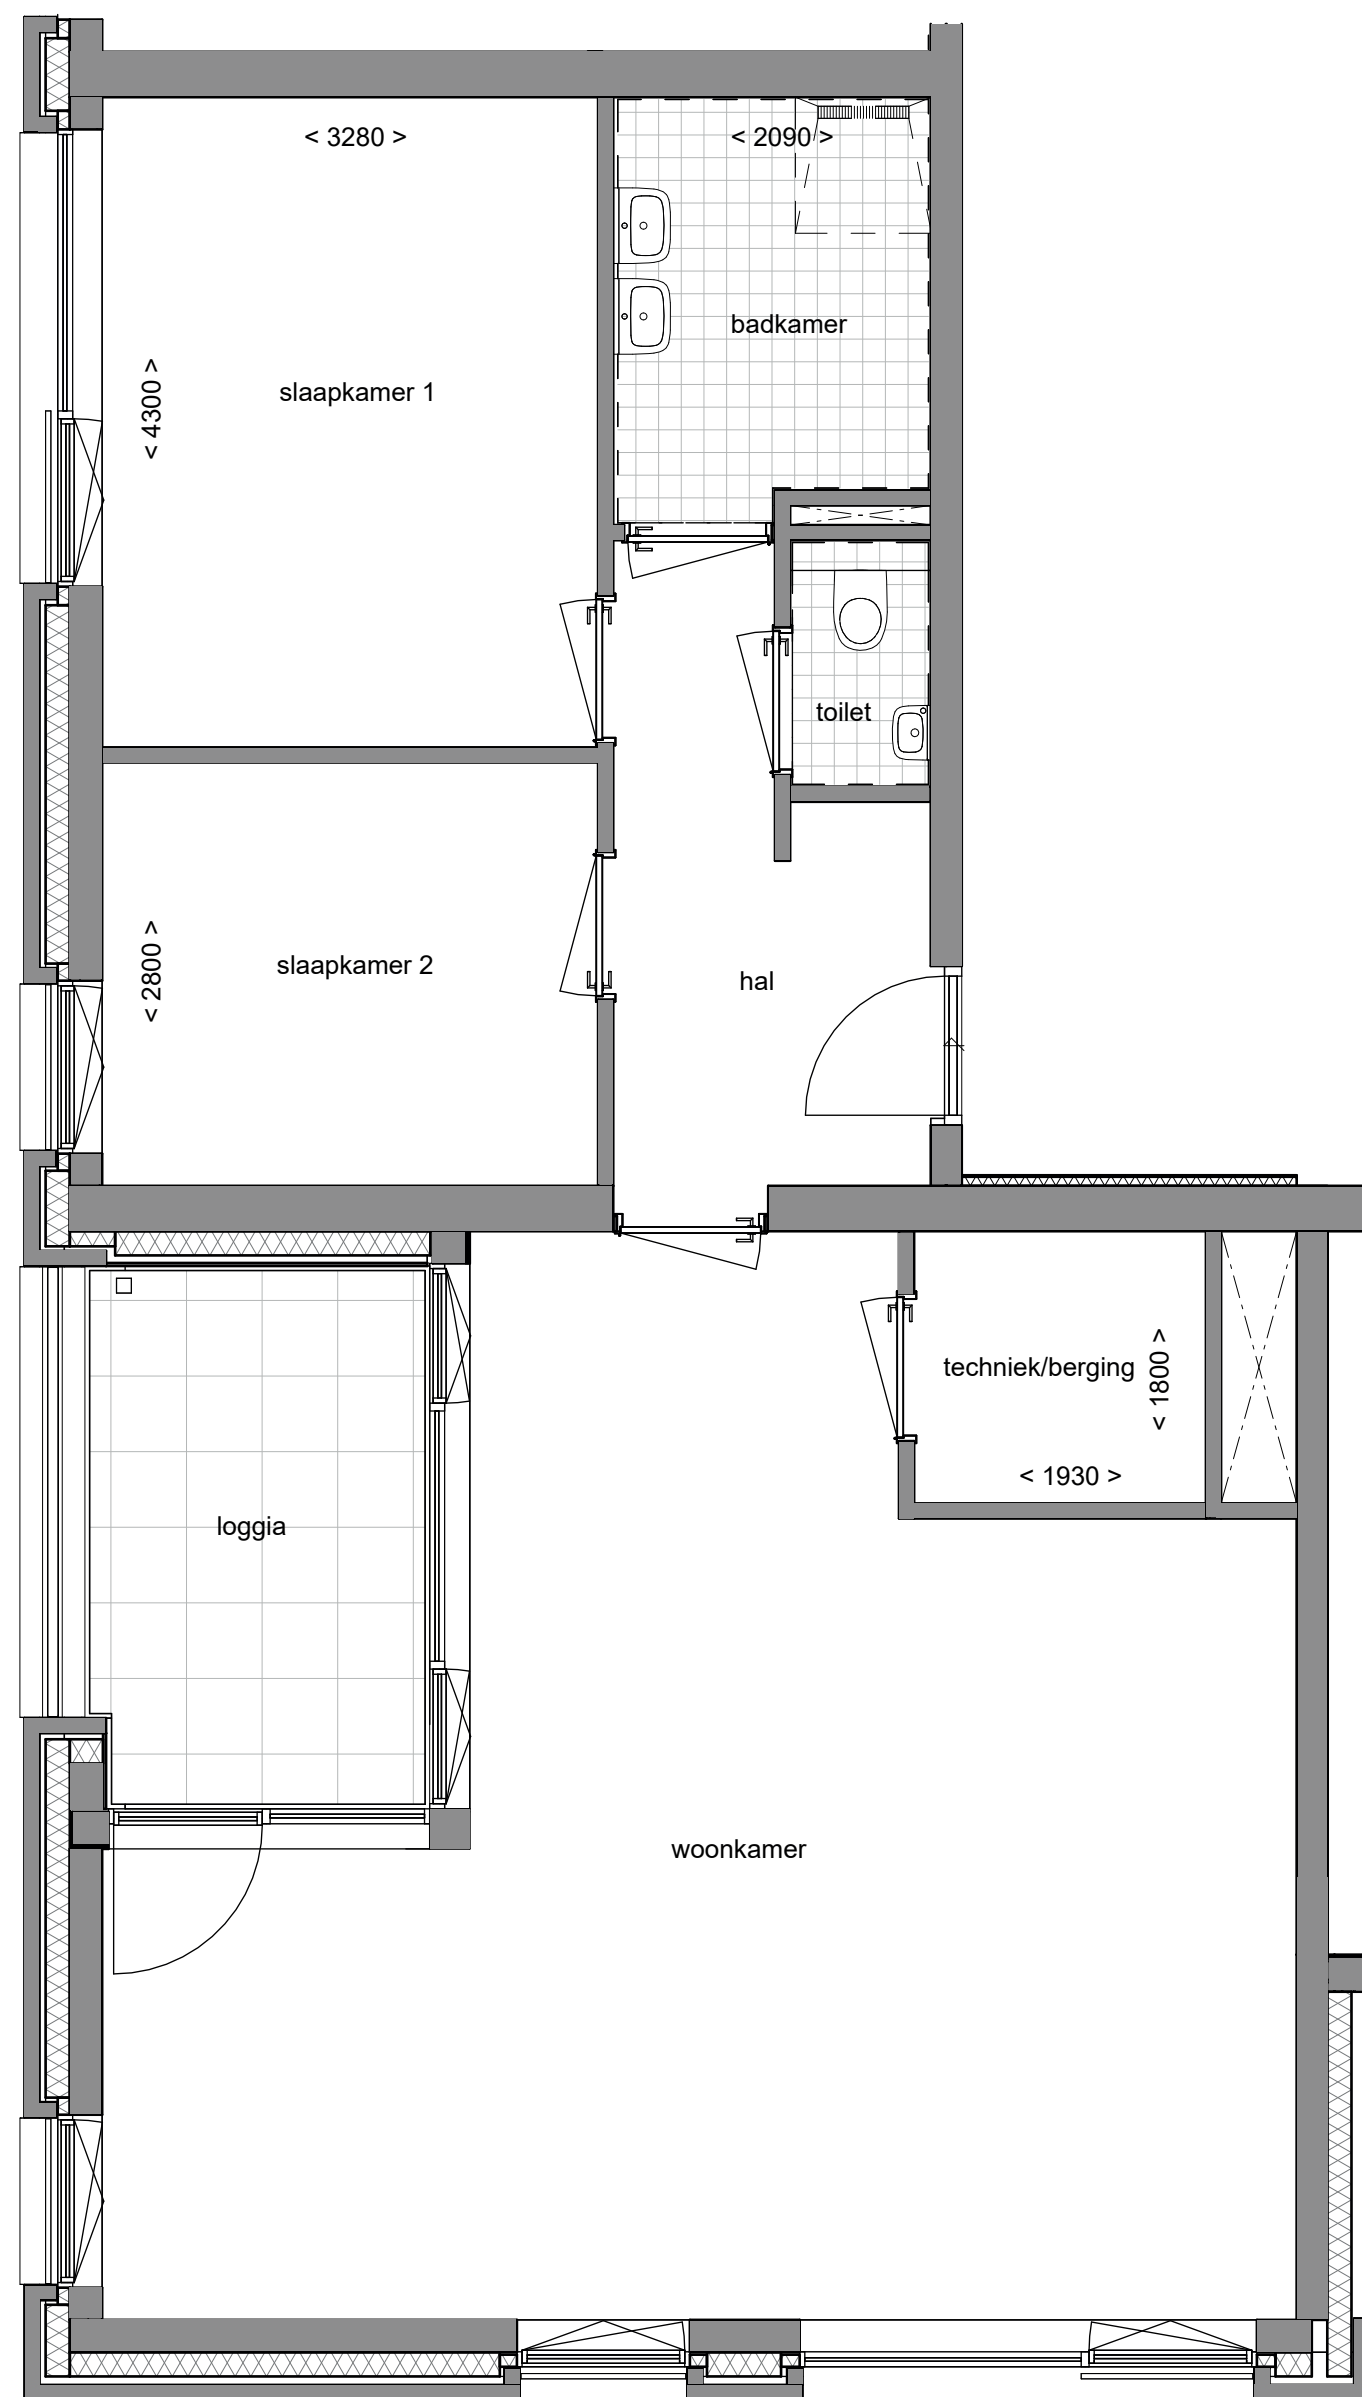 < 3280 >
< 2090 >
badkamer
slaapkamer 1
< 4300 >
toilet
slaapkamer 2
< 2800 >
hal
techniek/berging
< 1800 >
< 1930 >
loggia
woonkamer